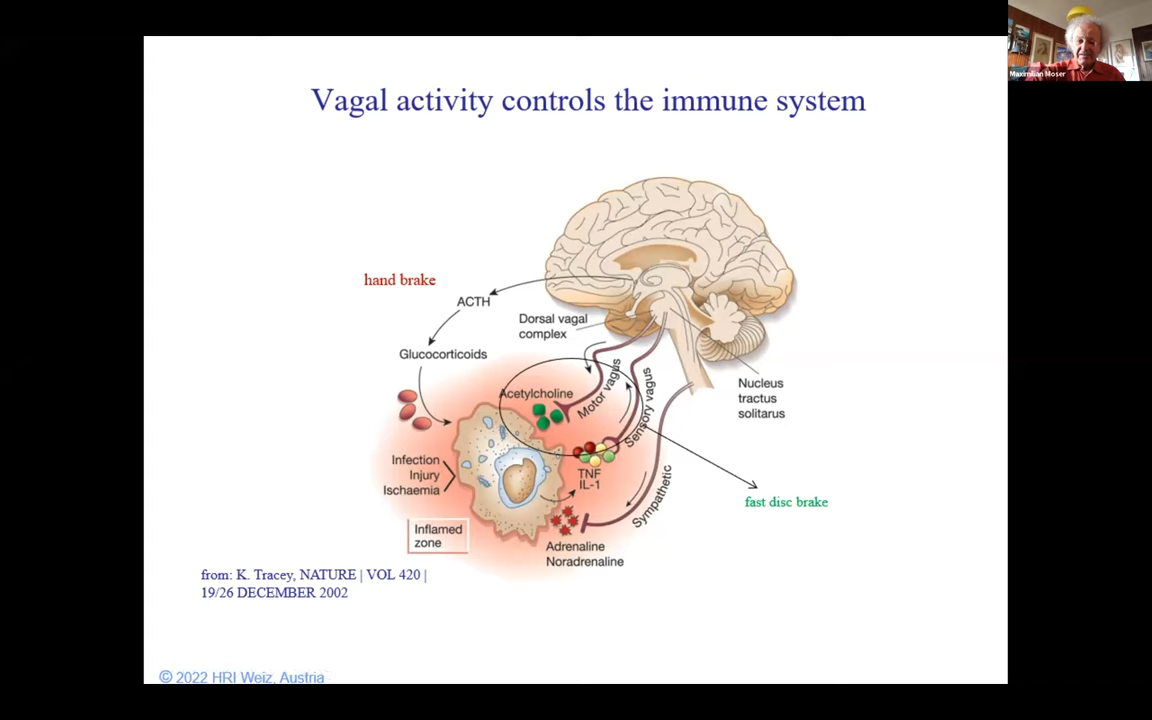 Maximilian Moser
Vagal activity controls the immune system
hand brake
ACTH
Dorsal vagal
complex
Glucocorticoids
Acetylcholine
Motor vagus
Sensory vagus
Nucleus
tractus
solitarus
Infection
Injury
Ischaemia
TNF
IL-1
Sympathetic
fast disc brake
Inflamed
zone
Adrenaline
Noradrenaline
from: K. Tracey, NATURE | VOL 420 |
19/26 DECEMBER 2002
© 2022 HRI Weiz, Austria